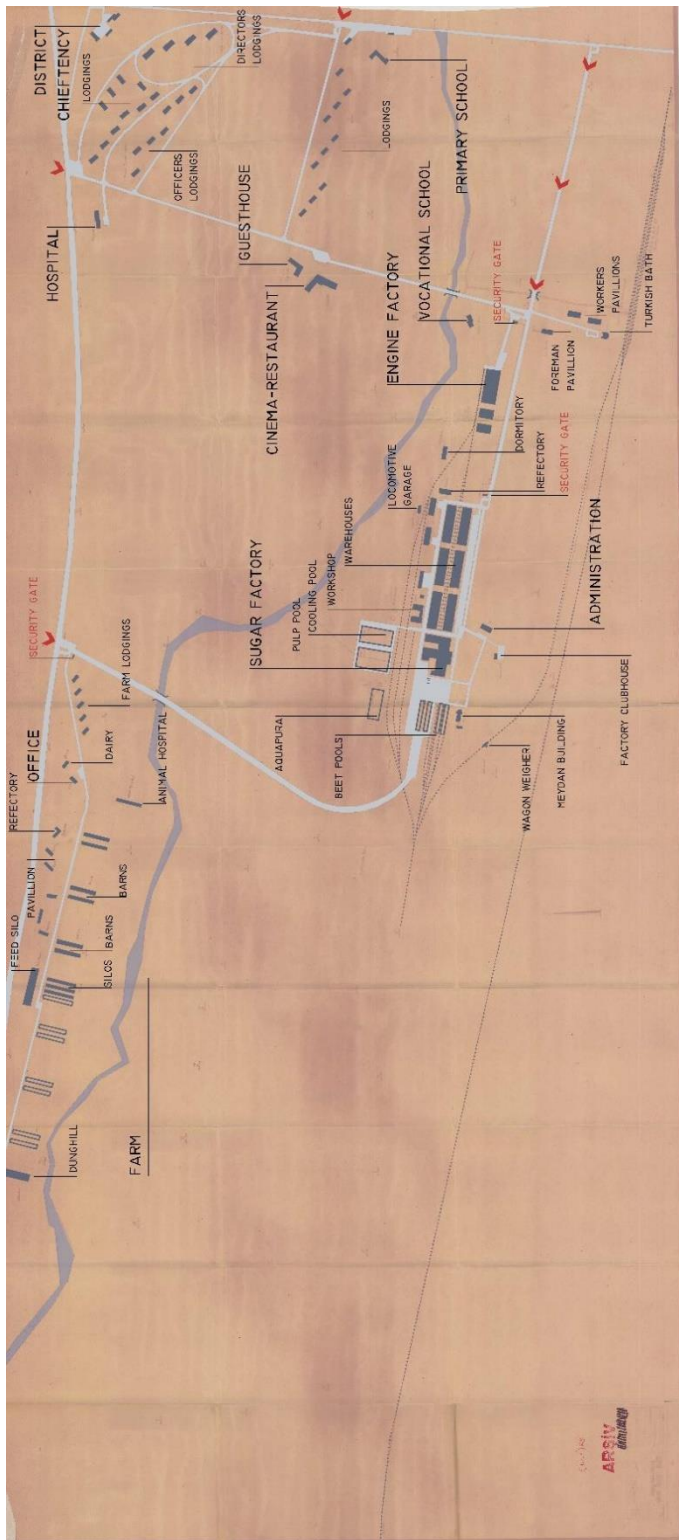 FEED SILO
REFECTORY
PAVILLION
OFFICE
SECURITY GATE
HOSPITAL
DISTRICT
CHIEFTENCY
LODGINGS
DUNGHILL
SILOS
BARNS
BARNS
DAIRY
FARM LODGINGS
FARM
ANIMAL HOSPITAL
OFFICERS
LODGINGS
DIRECTORS
LODGINGS
GUESTHOUSE
CINEMA-RESTAURANT
SUGAR FACTORY
AQUAPURA
PULP POOL
COOLING POOL
WORKSHOP
WAREHOUSES
BEET POOLS
LOCOMOTIVE
GARAGE
LODGINGS
ENGINE FACTORY
VOCATIONAL SCHOOL
PRIMARY SCHOOL
SECURITY GATE
DORMITORY
REFECTORY
SECURITY GATE
FOREMAN
PAVILLION
WORKERS
PAVILLIONS
TURKISH BATH
WAGON WEIGHER
MEYDAN BUILDING
ADMINISTRATION
FACTORY CLUBHOUSE
ARŞİV